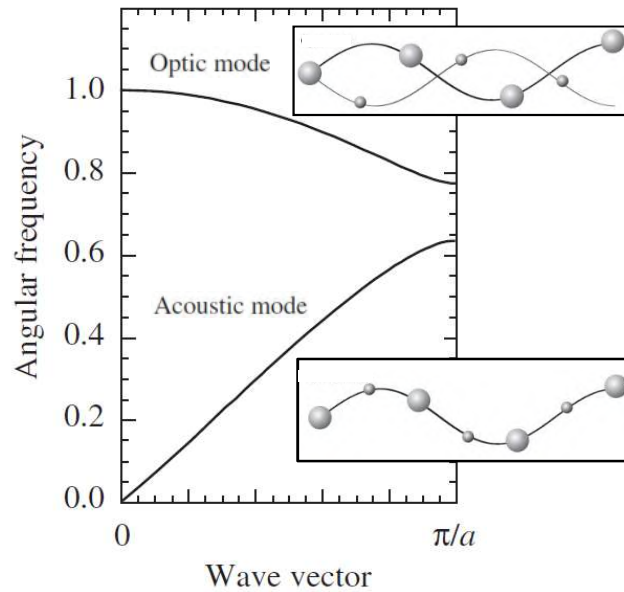 Optic mode
1.0
0.8
0.6
Acoustic mode
0.4
0.2
0.0
0
π/a
Angular frequency
Wave vector